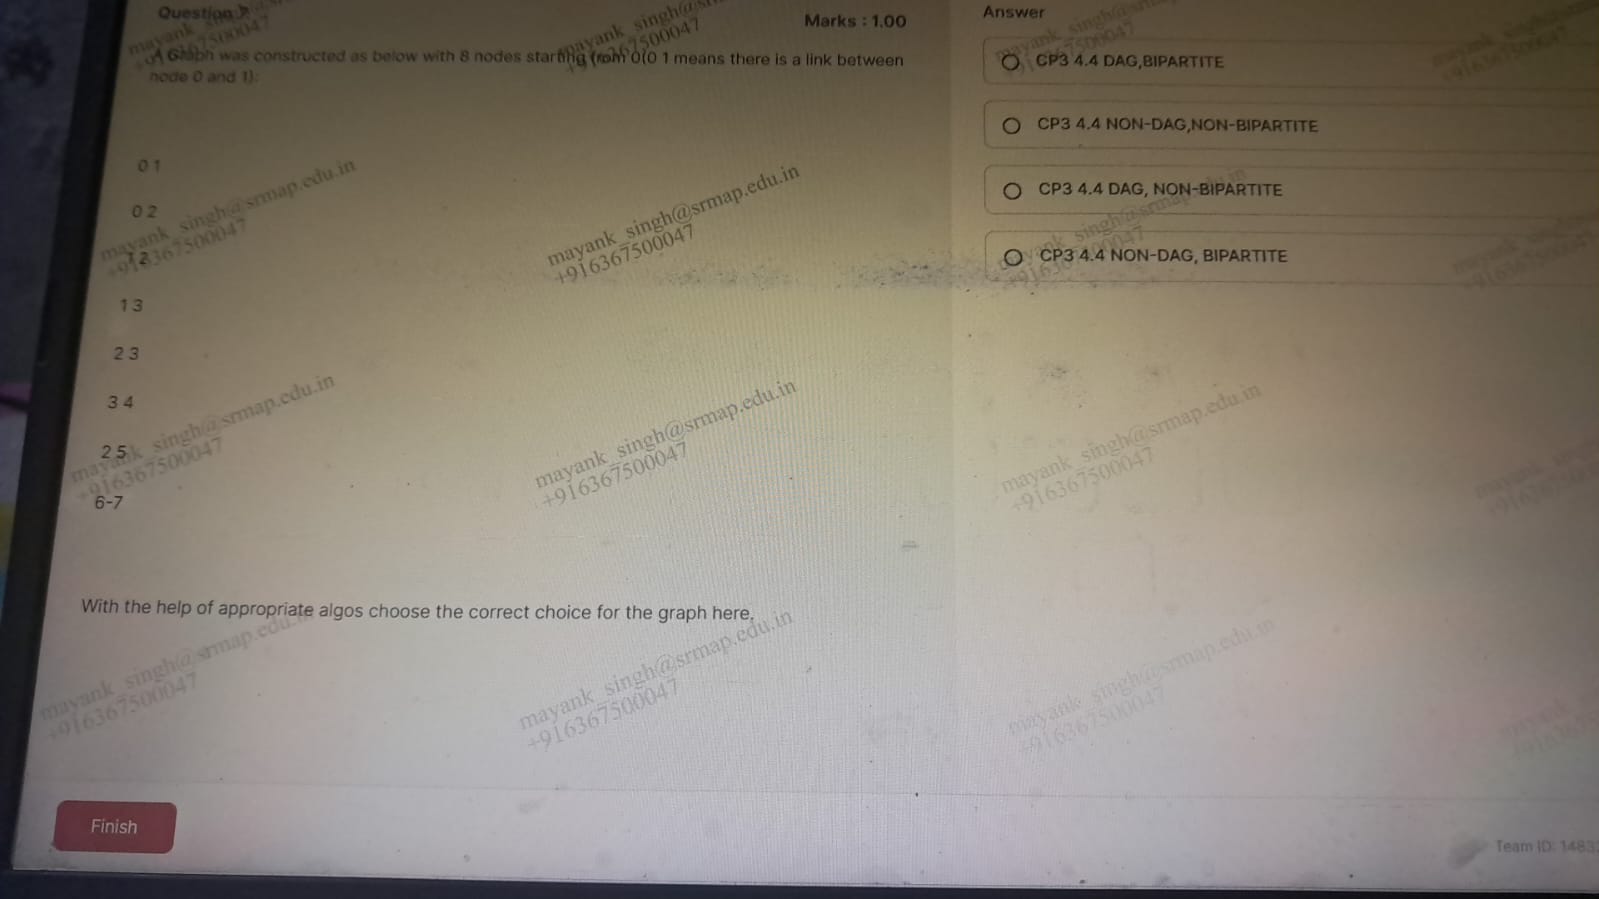 Question
Marks : 1.00
A Graph was constructed as below with 8 nodes starting from 0(0 1 means there is a link between
node 0 and 1):
0 1
0 2
1 2
1 3
2 3
3 4
2 5
6-7
With the help of appropriate algos choose the correct choice for the graph here.
Finish
Answer
CP3 4.4 DAG,BIPARTITE
CP3 4.4 NON-DAG,NON-BIPARTITE
CP3 4.4 DAG, NON-BIPARTITE
CP3 4.4 NON-DAG, BIPARTITE
Team ID: 1483
mayank_singh@srmap.edu.in
+916367500047
mayank_singh@srmap.edu.in
+916367500047
mayank_singh@srmap.edu.in
+916367500047
mayank_singh@srmap.edu.in
+916367500047
mayank_singh@srmap.edu.in
+916367500047
mayank_singh@srmap.edu.in
+916367500047
mayank_singh@srmap.edu.in
+916367500047
mayank_singh@srmap.edu.in
+916367500047